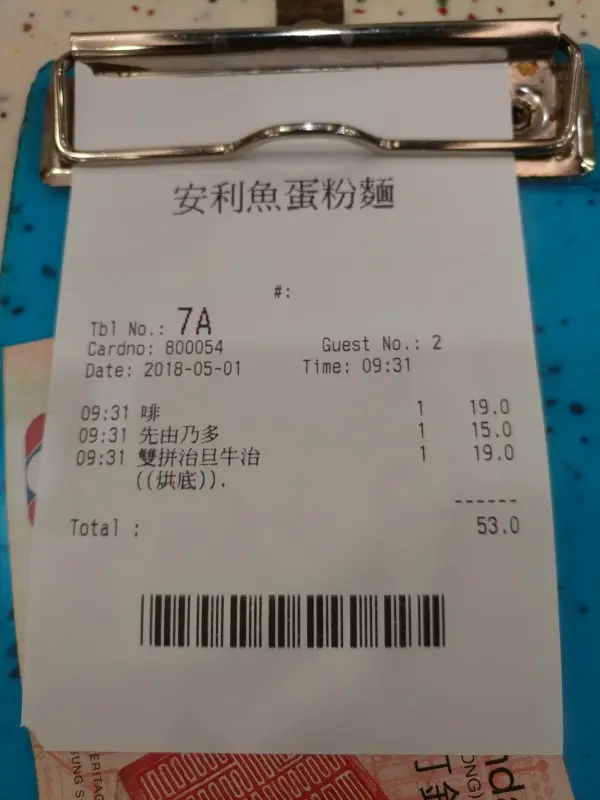 安利魚蛋粉麵
#:
Tbl No.: 7A
Cardno: 800054 Guest No.: 2
Date: 2018-05-01 Time: 09:31
09:31 啡 1 19.0
09:31 先由乃多 1 15.0
09:31 雙拼治旦牛治 1 19.0
((烘底)).
------
Total : 53.0